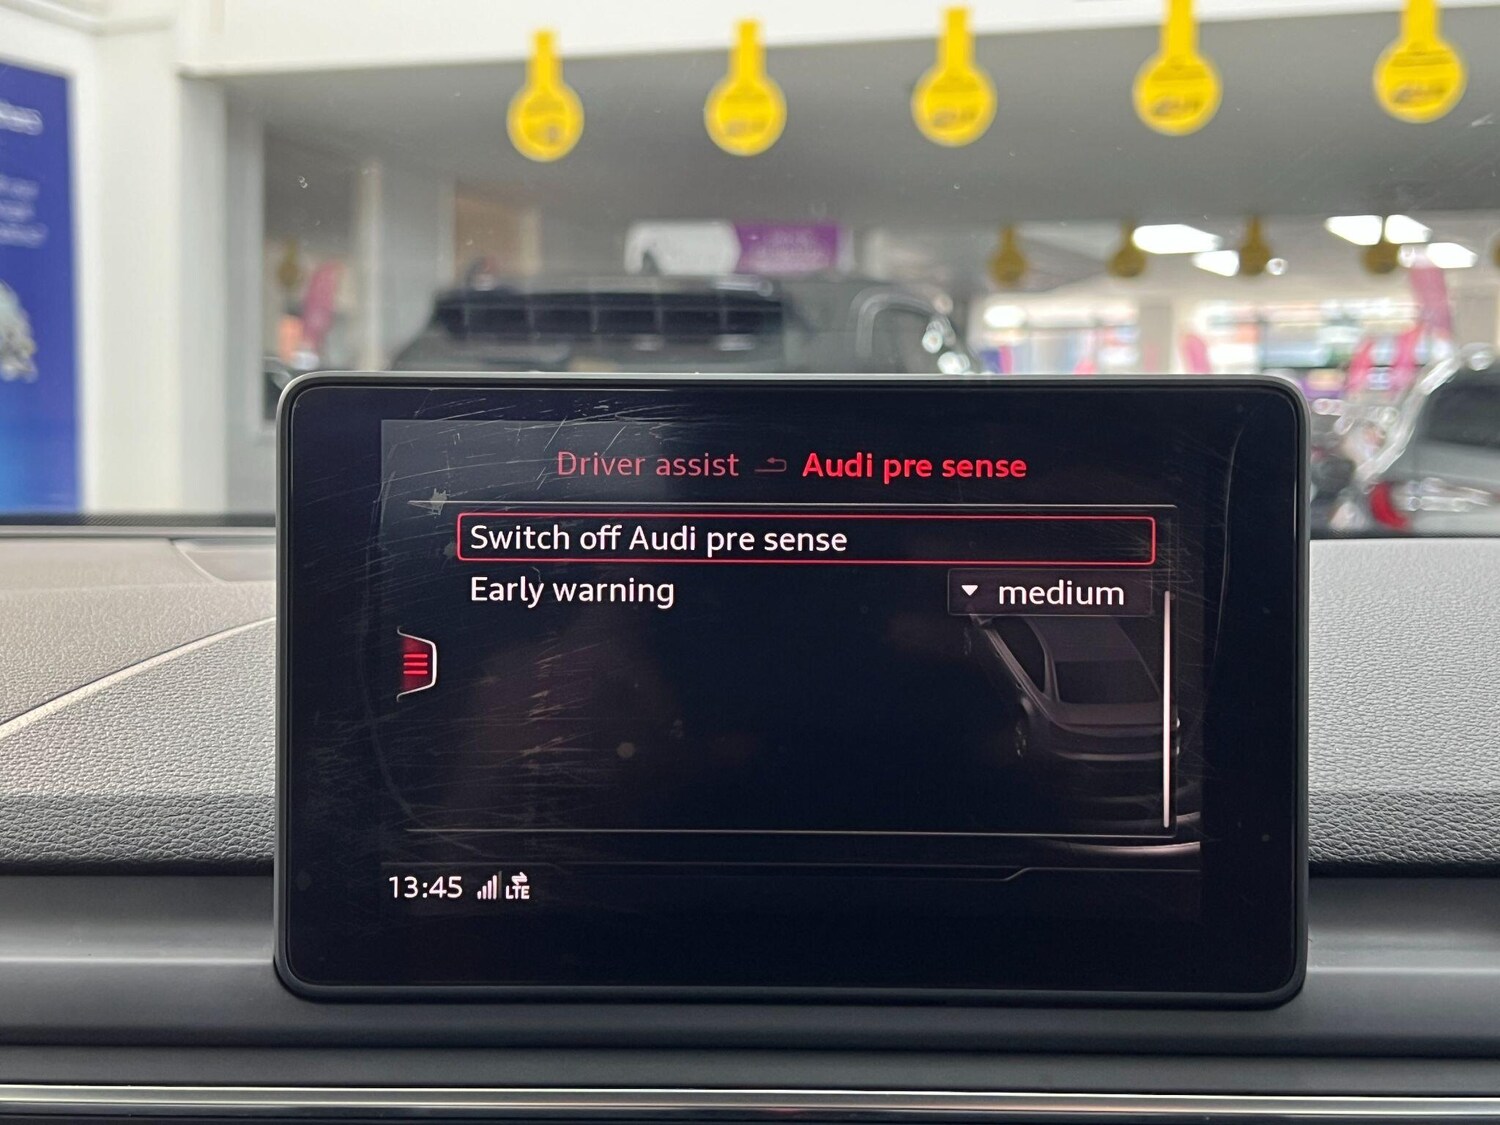 Driver assist Audi pre sense
Switch off Audi pre sense
Early warning medium
13:45 LTE